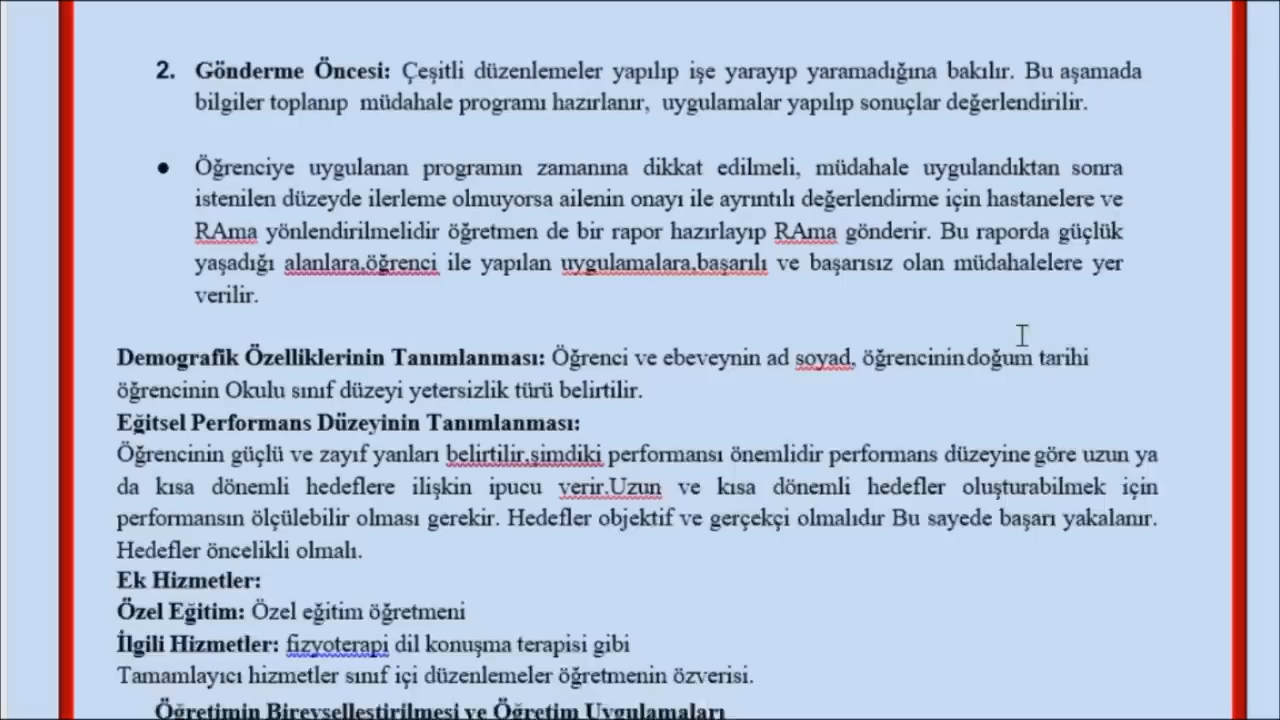 2. Gönderme Öncesi: Çeşitli düzenlemeler yapılıp işe yarayıp yaramadığına bakılır. Bu aşamada
bilgiler toplanıp müdahale programı hazırlanır, uygulamalar yapılıp sonuçlar değerlendirilir.
● Öğrenciye uygulanan programın zamanına dikkat edilmeli, müdahale uygulandıktan sonra
istenilen düzeyde ilerleme olmuyorsa ailenin onayı ile ayrıntılı değerlendirme için hastanelere ve
RAma yönlendirilmelidir öğretmen de bir rapor hazırlayıp RAma gönderir. Bu raporda güçlük
yaşadığı alanlara,öğrenci ile yapılan uygulamalara,başarılı ve başarısız olan müdahalelere yer
verilir.
Demografik Özelliklerinin Tanımlanması: Öğrenci ve ebeveynin ad soyad, öğrencinin doğum tarihi
öğrencinin Okulu sınıf düzeyi yetersizlik türü belirtilir.
Eğitsel Performans Düzeyinin Tanımlanması:
Öğrencinin güçlü ve zayıf yanları belirtilir,şimdiki performansı önemlidir performans düzeyine göre uzun ya
da kısa dönemli hedeflere ilişkin ipucu verir.Uzun ve kısa dönemli hedefler oluşturabilmek için
performansın ölçülebilir olması gerekir. Hedefler objektif ve gerçekçi olmalıdır Bu sayede başarı yakalanır.
Hedefler öncelikli olmalı.
Ek Hizmetler:
Özel Eğitim: Özel eğitim öğretmeni
İlgili Hizmetler: fizyoterapi dil konuşma terapisi gibi
Tamamlayıcı hizmetler sınıf içi düzenlemeler öğretmenin özverisi.
Öğretimin Bireyselleştirilmesi ve Öğretim Uygulamaları